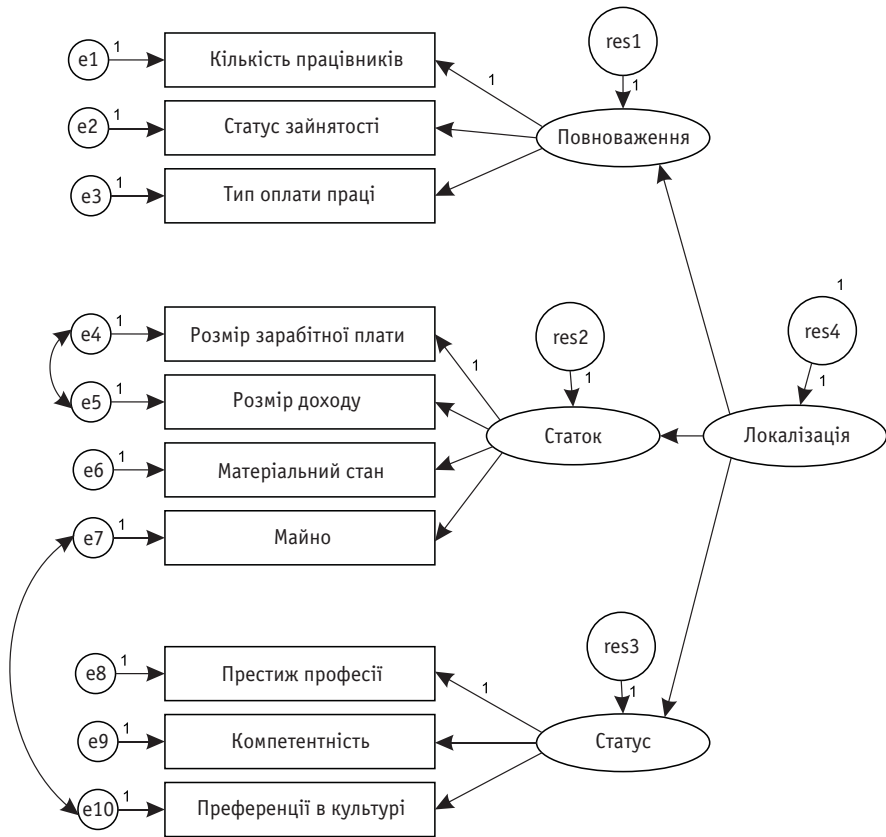 res1
e1 1 Кількість працівників 1 1
e2 1 Статус зайнятості Повноваження
e3 1 Тип оплати праці
1
e4 1 Розмір зарабітної плати res2 res4
1 1 1
e5 1 Розмір доходу
e6 1 Матеріальний стан Статок Локалізація
e7 1 Майно
res3
e8 1 Престиж професії 1 1
e9 1 Компетентність Статус
e10 1 Преференції в культурі